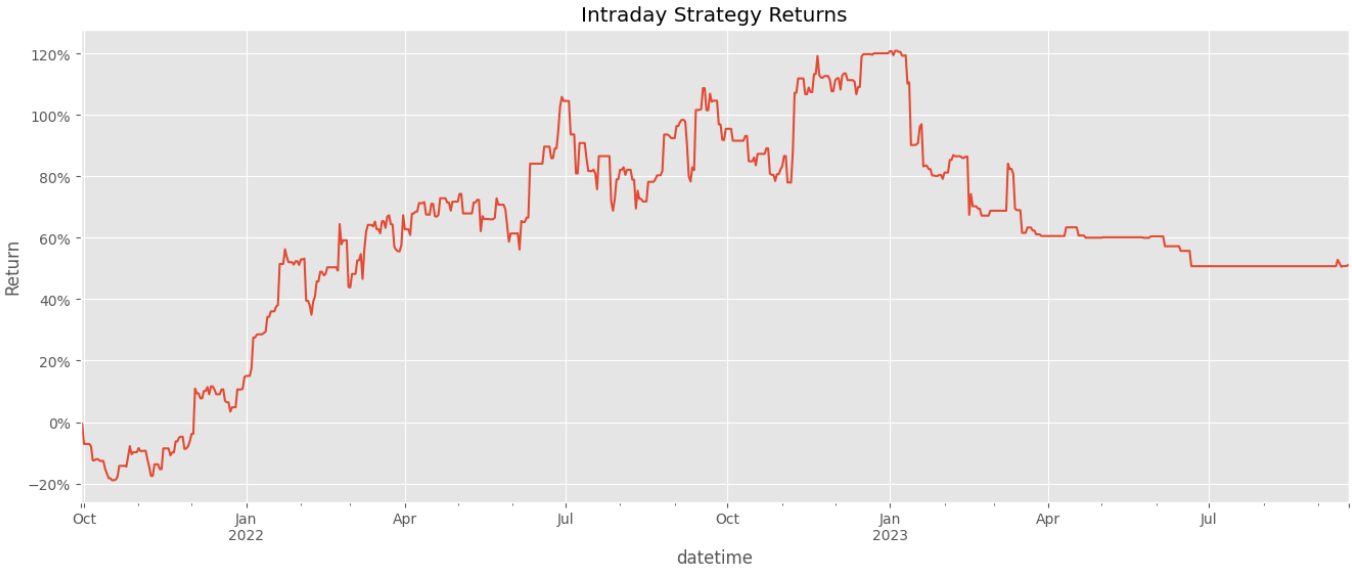 Intraday Strategy Returns
Return
120%
100%
80%
60%
40%
20%
0%
−20%
Oct Jan Apr Jul Oct Jan Apr Jul
2022 2023
datetime